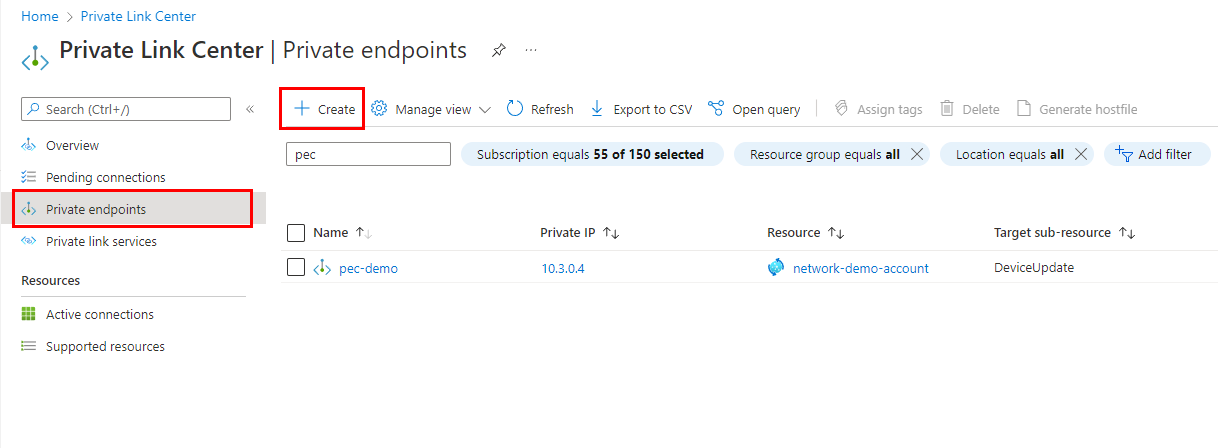 Home > Private Link Center
Private Link Center | Private endpoints ...
Search (Ctrl+/) «
Overview
Pending connections
Private endpoints
Private link services
Resources
Active connections
Supported resources
+ Create Manage view Refresh Export to CSV Open query Assign tags Delete Generate hostfile
pec Subscription equals 55 of 150 selected Resource group equals all Location equals all Add filter
Name Private IP Resource Target sub-resource
pec-demo 10.3.0.4 network-demo-account DeviceUpdate